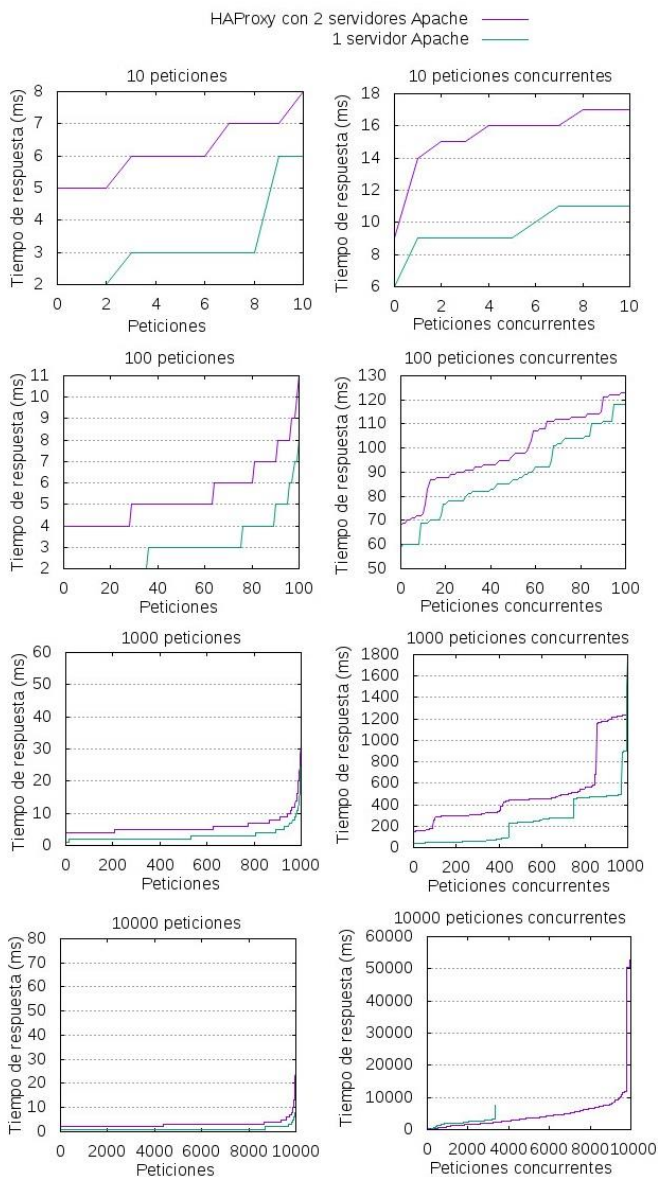 HAProxy con 2 servidores Apache
1 servidor Apache
10 peticiones
Tiempo de respuesta (ms)
8
7
6
5
4
3
2
0 2 4 6 8 10
Peticiones
10 peticiones concurrentes
Tiempo de respuesta (ms)
18
16
14
12
10
8
6
0 2 4 6 8 10
Peticiones concurrentes
100 peticiones
Tiempo de respuesta (ms)
11
10
9
8
7
6
5
4
3
2
0 20 40 60 80 100
Peticiones
100 peticiones concurrentes
Tiempo de respuesta (ms)
130
120
110
100
90
80
70
60
50
0 20 40 60 80 100
Peticiones concurrentes
1000 peticiones
Tiempo de respuesta (ms)
60
50
40
30
20
10
0
0 200 400 600 800 1000
Peticiones
1000 peticiones concurrentes
Tiempo de respuesta (ms)
1800
1600
1400
1200
1000
800
600
400
200
0
0 200 400 600 800 1000
Peticiones concurrentes
10000 peticiones
Tiempo de respuesta (ms)
80
70
60
50
40
30
20
10
0
0 2000 4000 6000 8000 10000
Peticiones
10000 peticiones concurrentes
Tiempo de respuesta (ms)
60000
50000
40000
30000
20000
10000
0
0 2000 4000 6000 8000 10000
Peticiones concurrentes